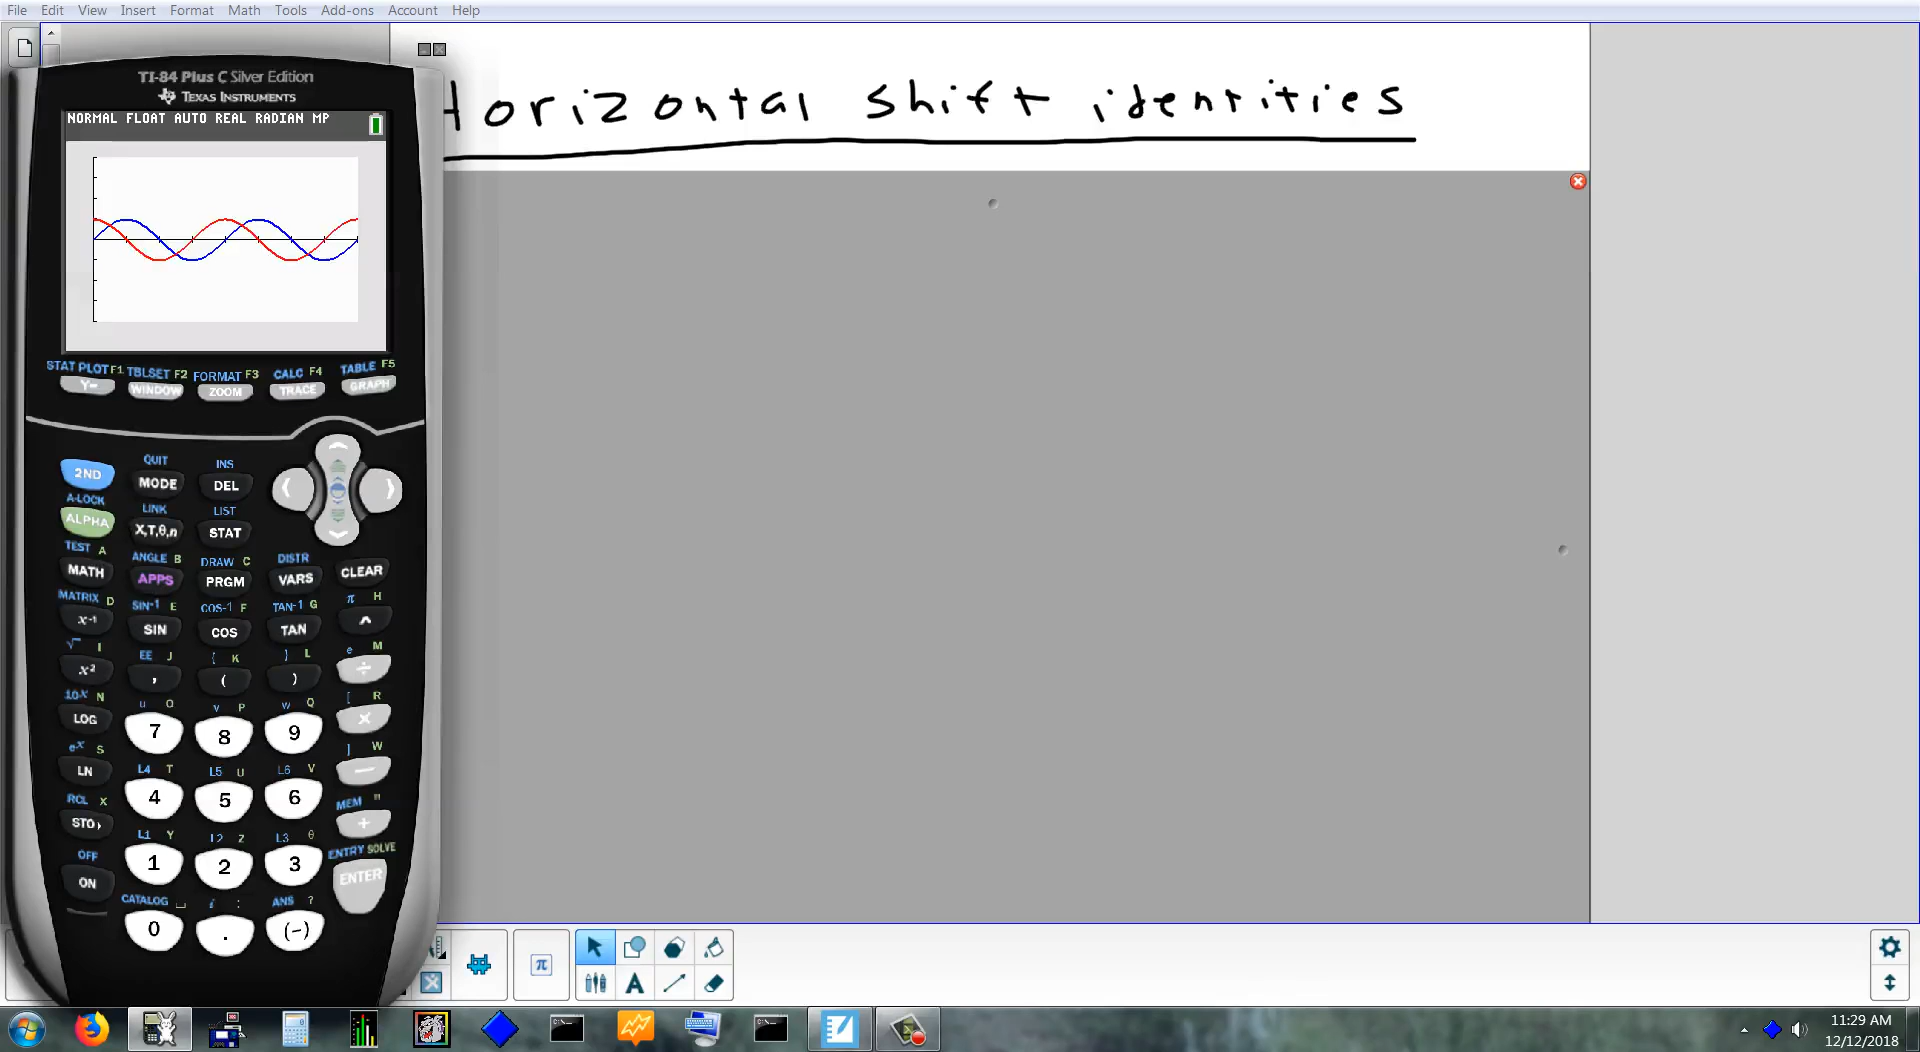 File Edit View Insert Format Math Tools Add-ons Account Help
TI-84 Plus C Silver Edition
TEXAS INSTRUMENTS
NORMAL FLOAT AUTO REAL RADIAN MP
Horizontal shift identities
STAT PLOT F1 TBLSET F2 FORMAT F3 CALC F4 TABLE F5
Y= WINDOW ZOOM TRACE GRAPH
QUIT INS
2ND MODE DEL
A-LOCK LINK LIST
ALPHA X,T,θ,n STAT
TEST A ANGLE B DRAW C DISTR
MATH APPS PRGM VARS CLEAR
MATRIX D SIN-1 E COS-1 F TAN-1 G π H
x-1 SIN COS TAN ^
√ I EE J { K } L e M
x2 , ( ) ÷
10x N u O v P w Q [ R
LOG 7 8 9 ×
ex S L4 T L5 U L6 V ] W
LN 4 5 6 −
RCL X L1 Y L2 Z L3 θ MEM "
STO▸ 1 2 3 +
OFF CATALOG i : ANS ? ENTRY SOLVE
ON 0 . (-) ENTER
π
A
11:29 AM
12/12/2018